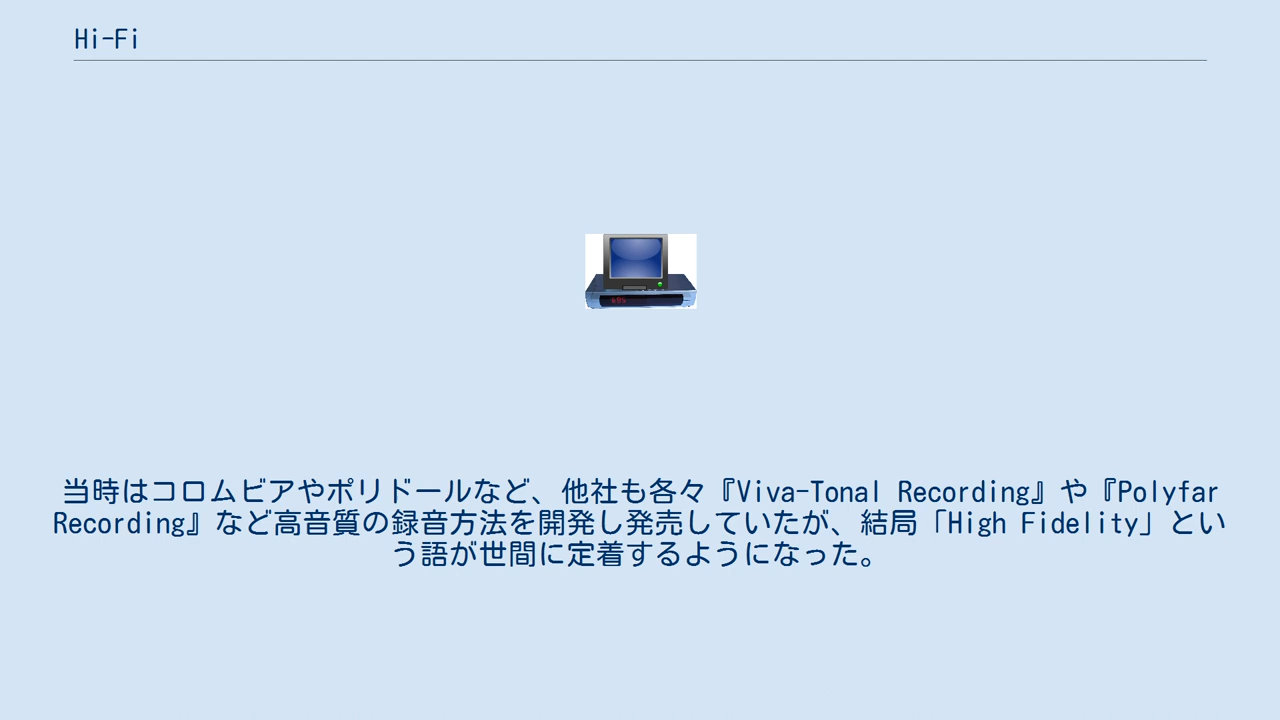 Hi-Fi
当時はコロムビアやポリドールなど、他社も各々『Viva-Tonal Recording』や『Polyfar
Recording』など高音質の録音方法を開発し発売していたが、結局「High Fidelity」とい
う語が世間に定着するようになった。